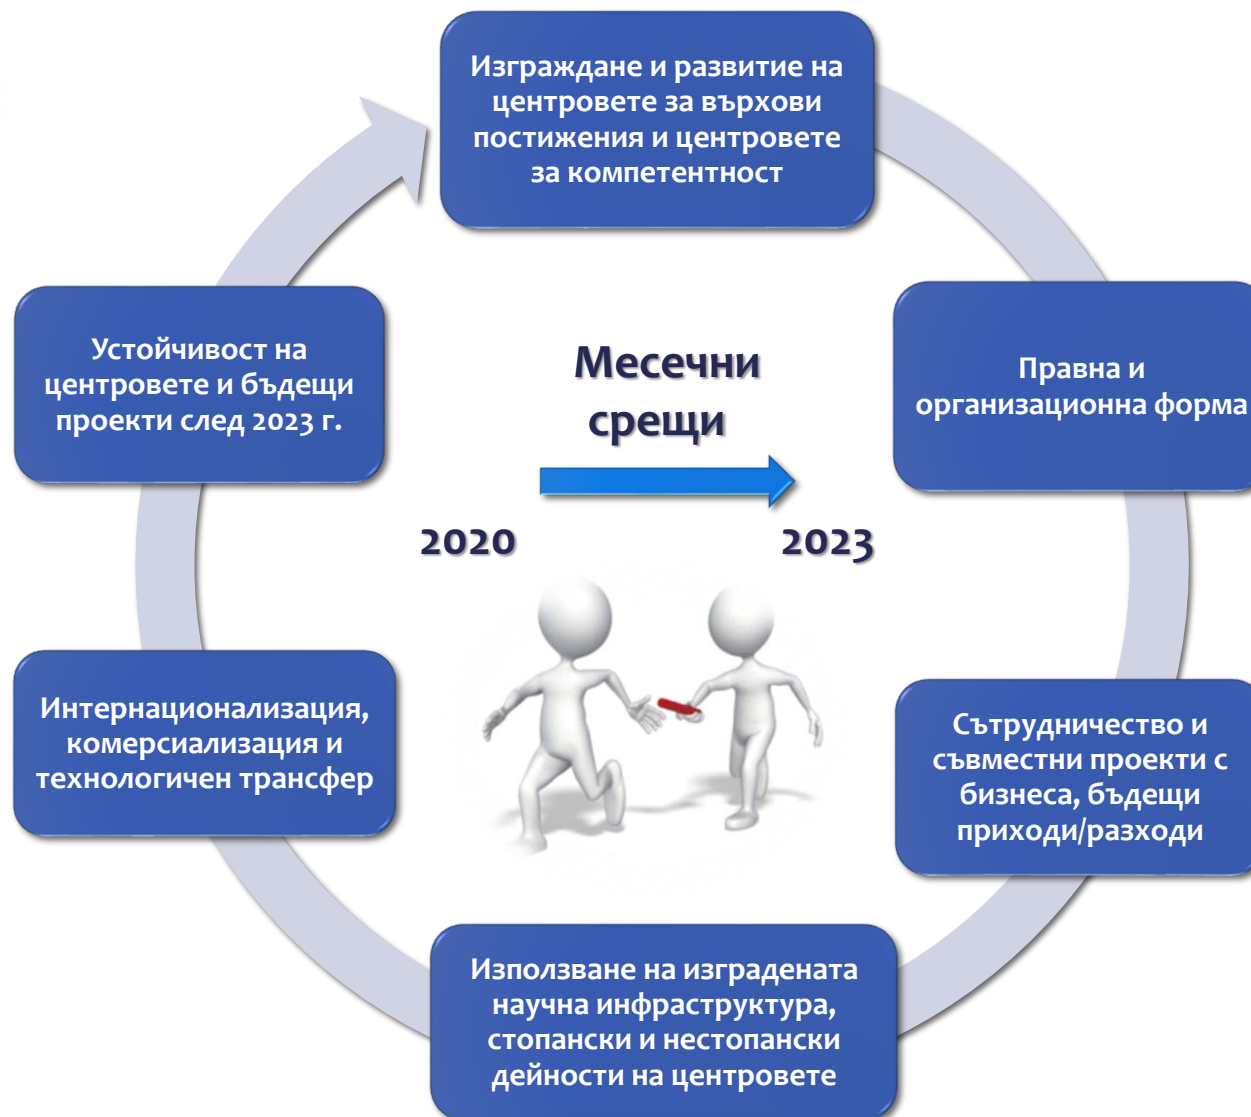 Изграждане и развитие на
центровете за върхови
постижения и центровете
за компетентност
Правна и
организационна форма
Сътрудничество и
съвместни проекти с
бизнеса, бъдещи
приходи/разходи
Използване на изградената
научна инфраструктура,
стопански и нестопански
дейности на центровете
Интернационализация,
комерсиализация и
технологичен трансфер
Устойчивост на
центровете и бъдещи
проекти след 2023 г.
Месечни
срещи
2020
2023